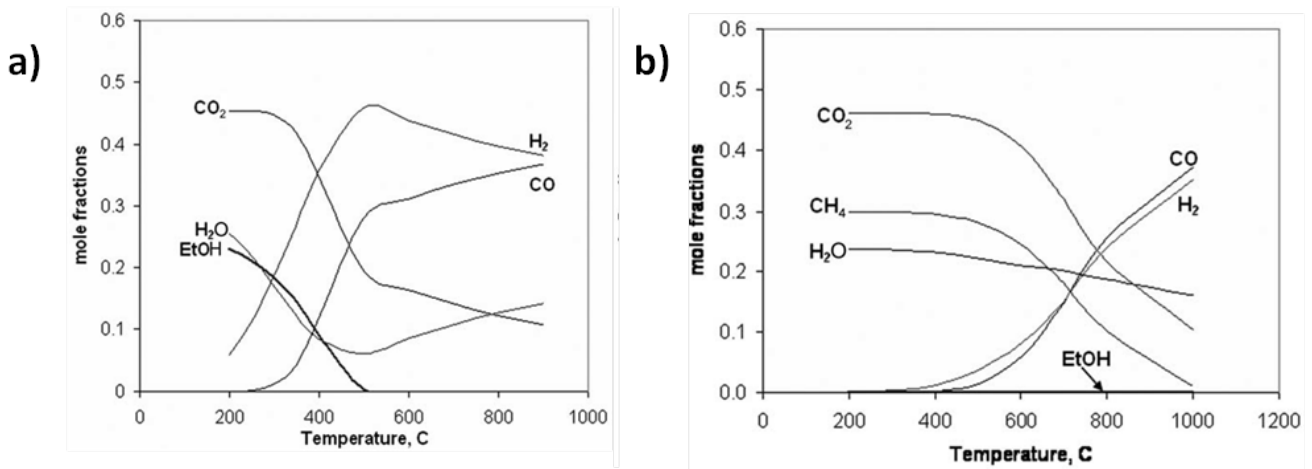 a)
mole fractions
0.6
0.5
0.4
0.3
0.2
0.1
0
CO₂
H₂O
EtOH
H₂
CO
0 200 400 600 800 1000
Temperature, C
b)
mole fractions
0.6
0.5
0.4
0.3
0.2
0.1
0.0
CO₂
CH₄
H₂O
CO
H₂
EtOH
0 200 400 600 800 1000 1200
Temperature, C